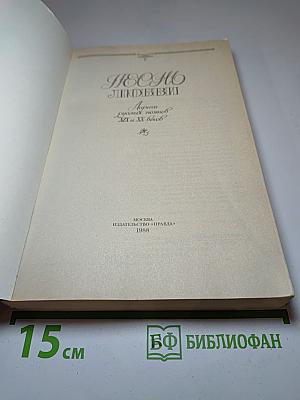 ПЕСНЬ
ЛЮБВИ
Лирика
русских поэтов
XIX и XX веков
МОСКВА
ИЗДАТЕЛЬСТВО «ПРАВДА»
1988
15 см
БФ БИБЛИОФАН